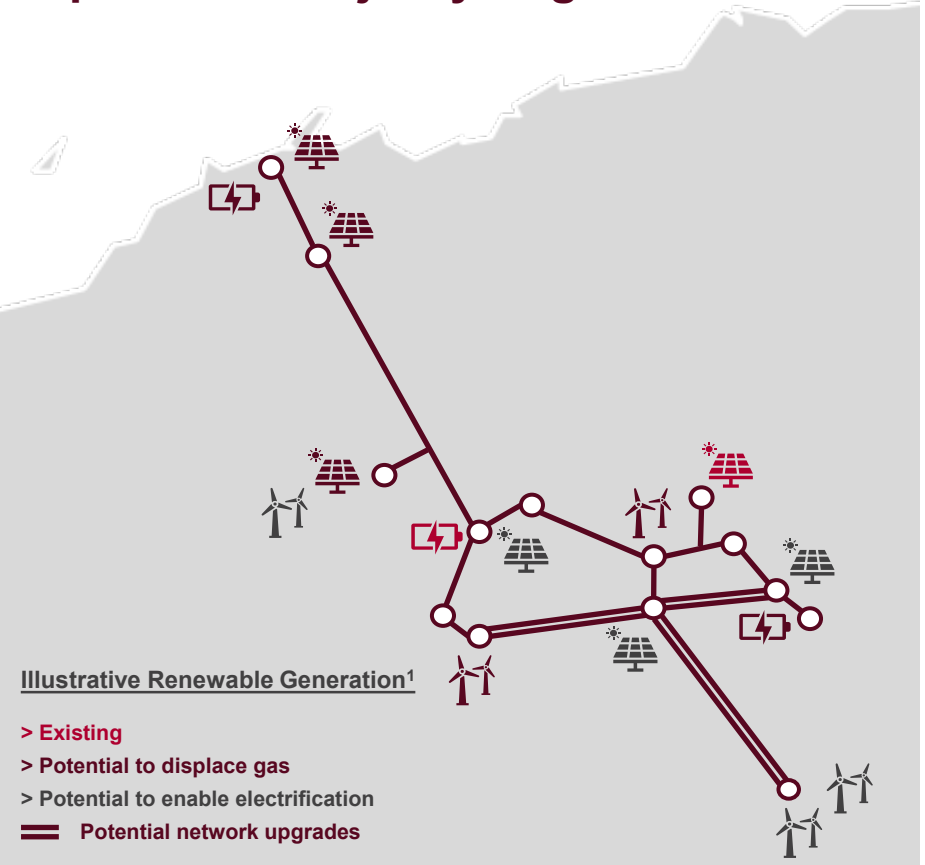 Illustrative Renewable Generation¹
> Existing
> Potential to displace gas
> Potential to enable electrification
Potential network upgrades